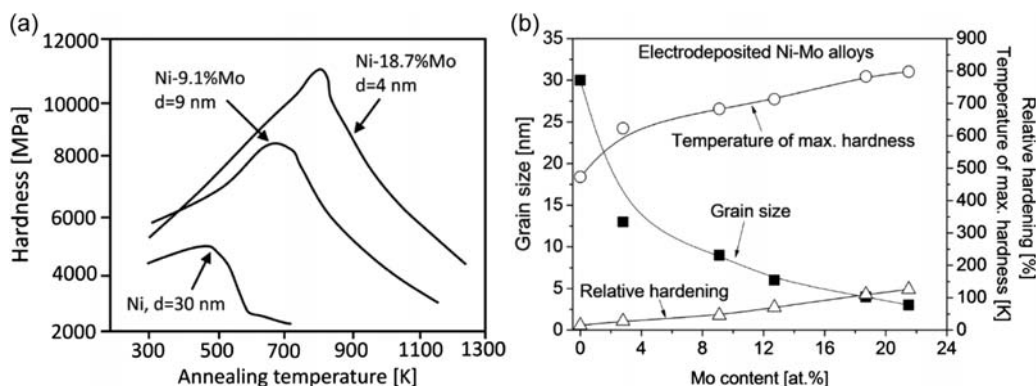 (a)
12000
10000
8000
6000
4000
2000
Hardness [MPa]
300 500 700 900 1100 1300
Annealing temperature [K]
Ni-9.1%Mo
d=9 nm
Ni-18.7%Mo
d=4 nm
Ni, d=30 nm
(b)
35
30
25
20
15
10
5
0
Grain size [nm]
Electrodeposited Ni-Mo alloys
Temperature of max. hardness
Grain size
Relative hardening
0 4 8 12 16 20 24
Mo content [at.%]
900
800
700
600
500
400
300
200
100
0
Relative hardening [%]
Temperature of max. hardness [K]